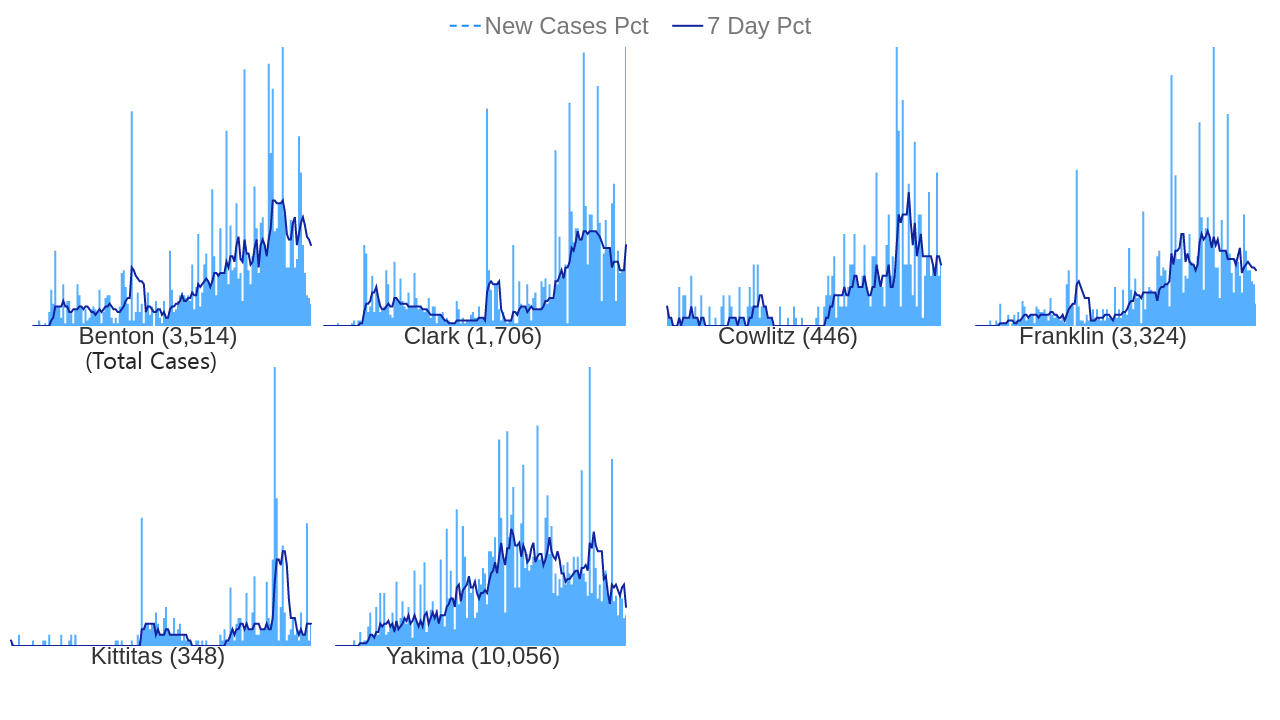 New Cases Pct 7 Day Pct
Benton (3,514) Clark (1,706) Cowlitz (446) Franklin (3,324)
(Total Cases)
Kittitas (348) Yakima (10,056)